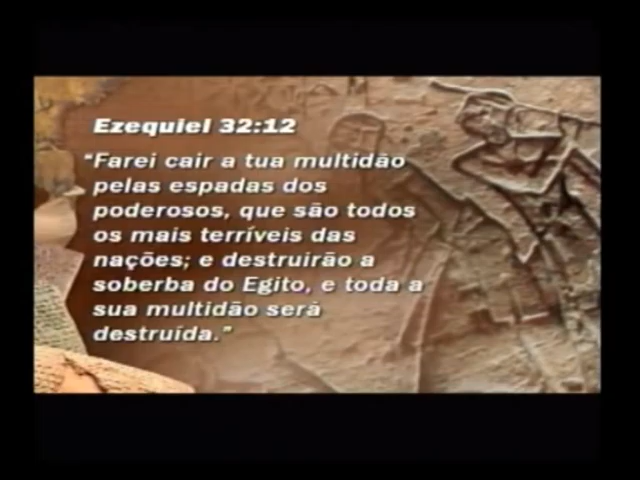 Ezequiel 32:12
“Farei cair a tua multidão
pelas espadas dos
poderosos, que são todos
os mais terríveis das
nações; e destruirão a
soberba do Egito, e toda a
sua multidão será
destruída.”